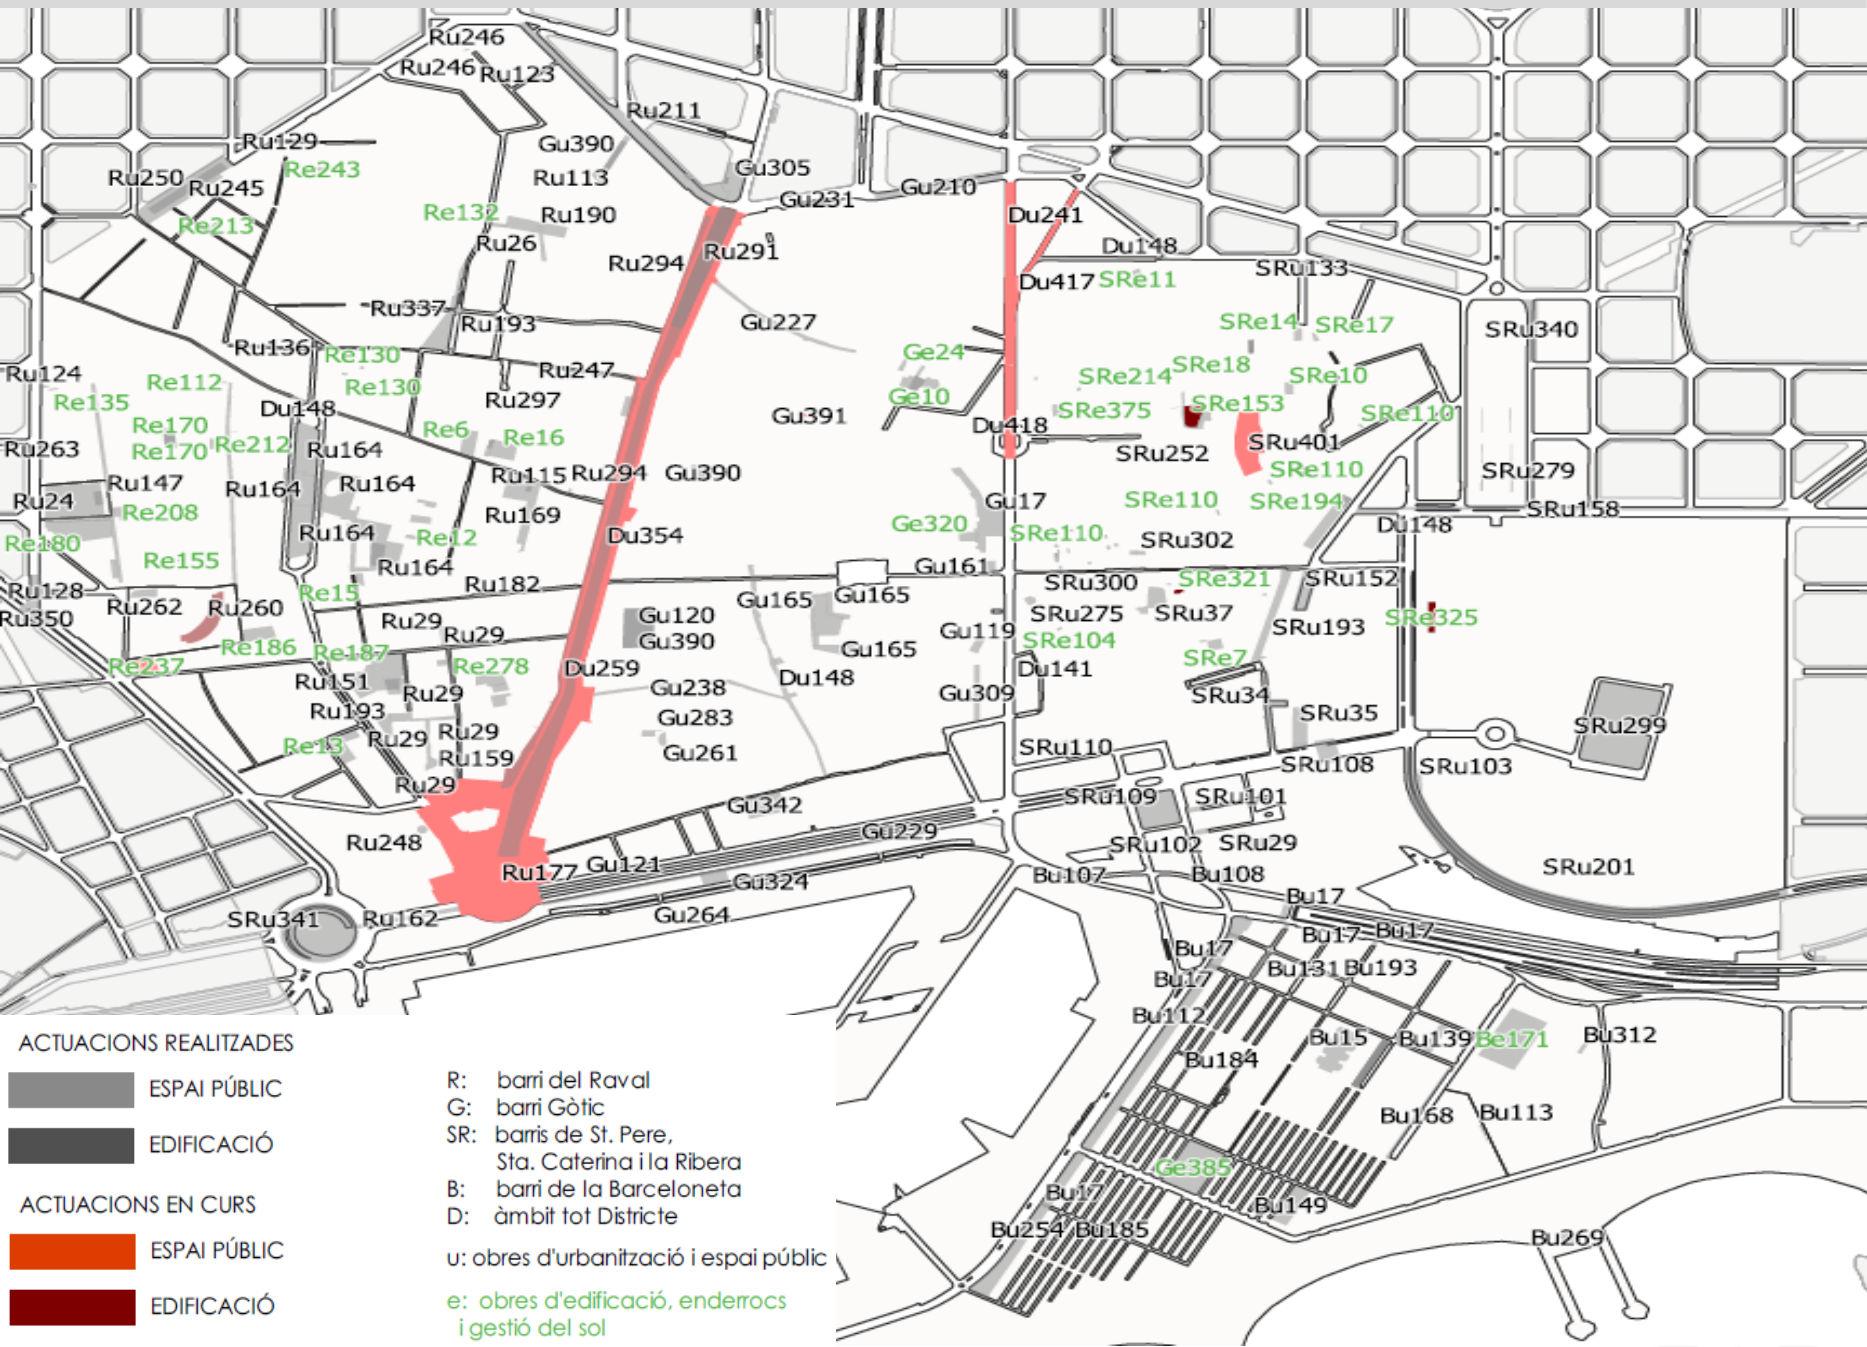 Ru246
Ru246
Ru123
Ru211
Ru129
Gu390
Re243
Gu305
Ru250
Ru245
Ru113
Gu210
Gu231
Re213
Re132
Ru190
Du241
Ru26
Ru291
Du148
Ru294
SRu133
Du417
SRe11
Ru337
Ru193
Gu227
SRe14
SRe17
SRu340
Ru136
Re130
Ge24
Ru124
Re112
Re130
Ru247
SRe18
SRe214
SRe10
Re135
Ru297
Ge10
Du148
Gu391
SRe375
SRe153
SRe110
Re170
Re6
Re16
Du418
Ru263
Re170
Re212
Ru164
SRu252
SRu401
Ru147
Ru164
Ru164
Ru115
Ru294
Gu390
SRe110
SRu279
Ru24
Re208
Ru169
Gu17
SRe110
SRe194
SRu158
Re180
Ru164
Re12
Du354
Ge320
SRe110
SRu302
Du148
Re155
Ru164
Gu161
Ru128
Re15
Ru182
SRu300
SRe321
SRu152
Ru350
Ru262
Ru260
Gu165
Gu165
Ru29
Gu120
SRu275
SRu37
SRe325
Ru29
Gu390
Gu119
SRe104
SRu193
Re186
Re187
Gu165
Re237
Re278
Du259
Du141
SRe7
Ru151
Ru29
Gu238
Du148
Gu309
SRu34
Ru193
Gu283
SRu35
SRu299
Re13
Ru29
Ru29
Gu261
SRu110
Ru159
SRu108
SRu103
Ru29
Gu342
SRu109
SRu101
Ru248
Gu229
SRu102
SRu29
Ru177
Gu121
Gu324
Bu107
Bu108
SRu201
SRu341
Ru162
Gu264
Bu17
Bu17
Bu17
Bu17
Bu131
Bu193
Bu17
Bu112
Bu15
Bu139
Be171
Bu312
Bu184
Bu168
Bu113
Ge385
Bu17
Bu149
Bu254
Bu185
Bu269
ACTUACIONS REALITZADES
ESPAI PÚBLIC
EDIFICACIÓ
ACTUACIONS EN CURS
ESPAI PÚBLIC
EDIFICACIÓ
R: barri del Raval
G: barri Gòtic
SR: barris de St. Pere,
Sta. Caterina i la Ribera
B: barri de la Barceloneta
D: àmbit tot Districte
u: obres d'urbanització i espai públic
e: obres d'edificació, enderrocs
i gestió del sol